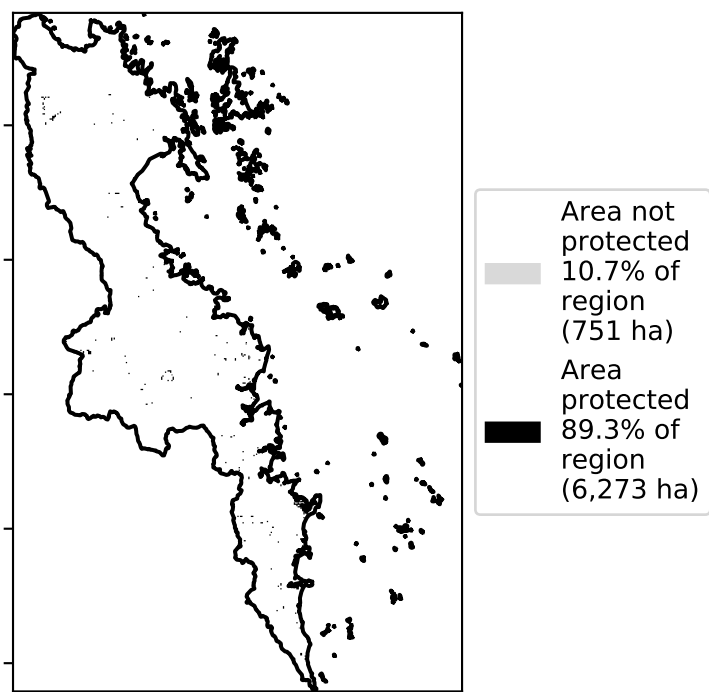 Area not
protected
10.7% of
region
(751 ha)
Area
protected
89.3% of
region
(6,273 ha)